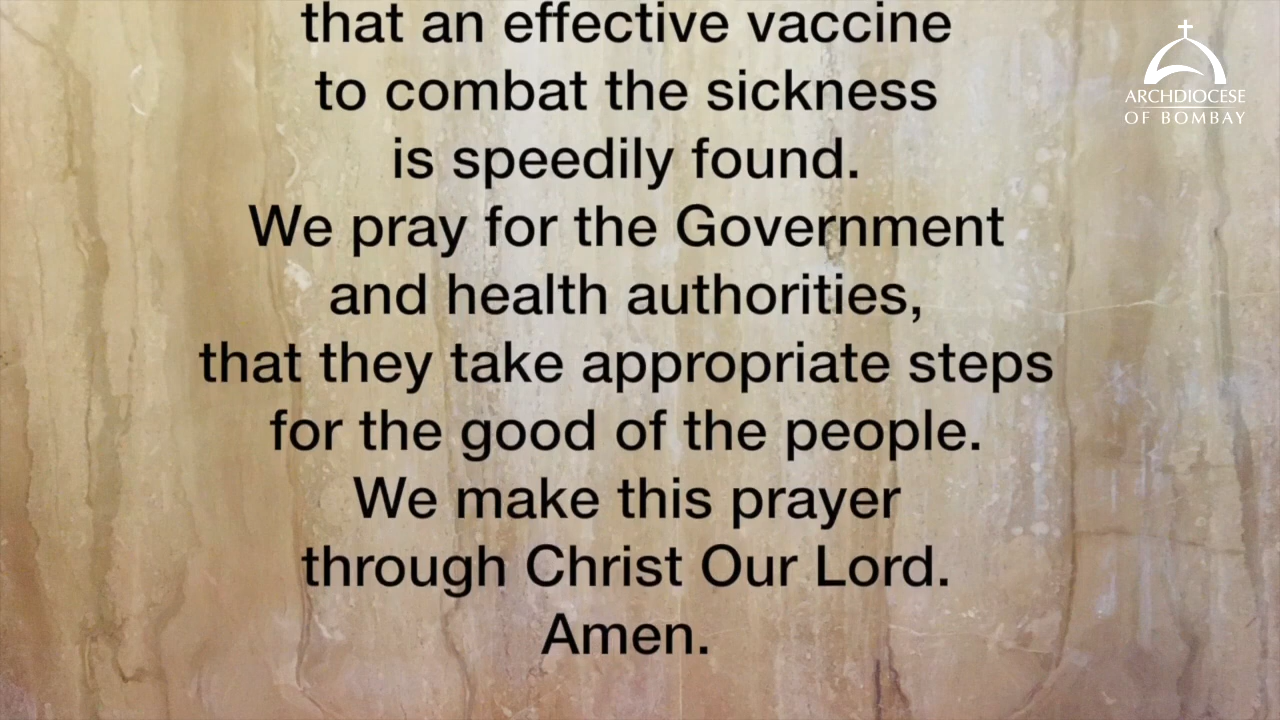 that an effective vaccine
to combat the sickness
is speedily found.
We pray for the Government
and health authorities,
that they take appropriate steps
for the good of the people.
We make this prayer
through Christ Our Lord.
Amen.
ARCHDIOCESE
OF BOMBAY